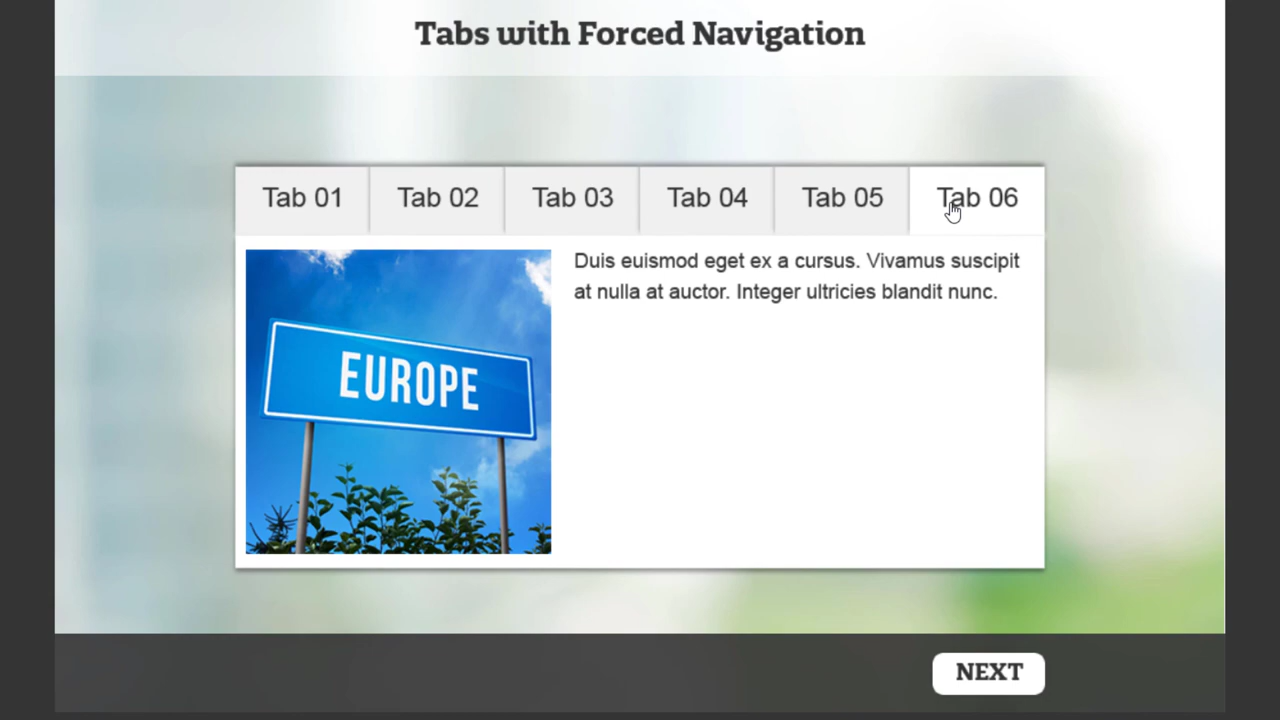 Tabs with Forced Navigation
Tab 01
Tab 02
Tab 03
Tab 04
Tab 05
Tab 06
Duis euismod eget ex a cursus. Vivamus suscipit
at nulla at auctor. Integer ultricies blandit nunc.
EUROPE
NEXT